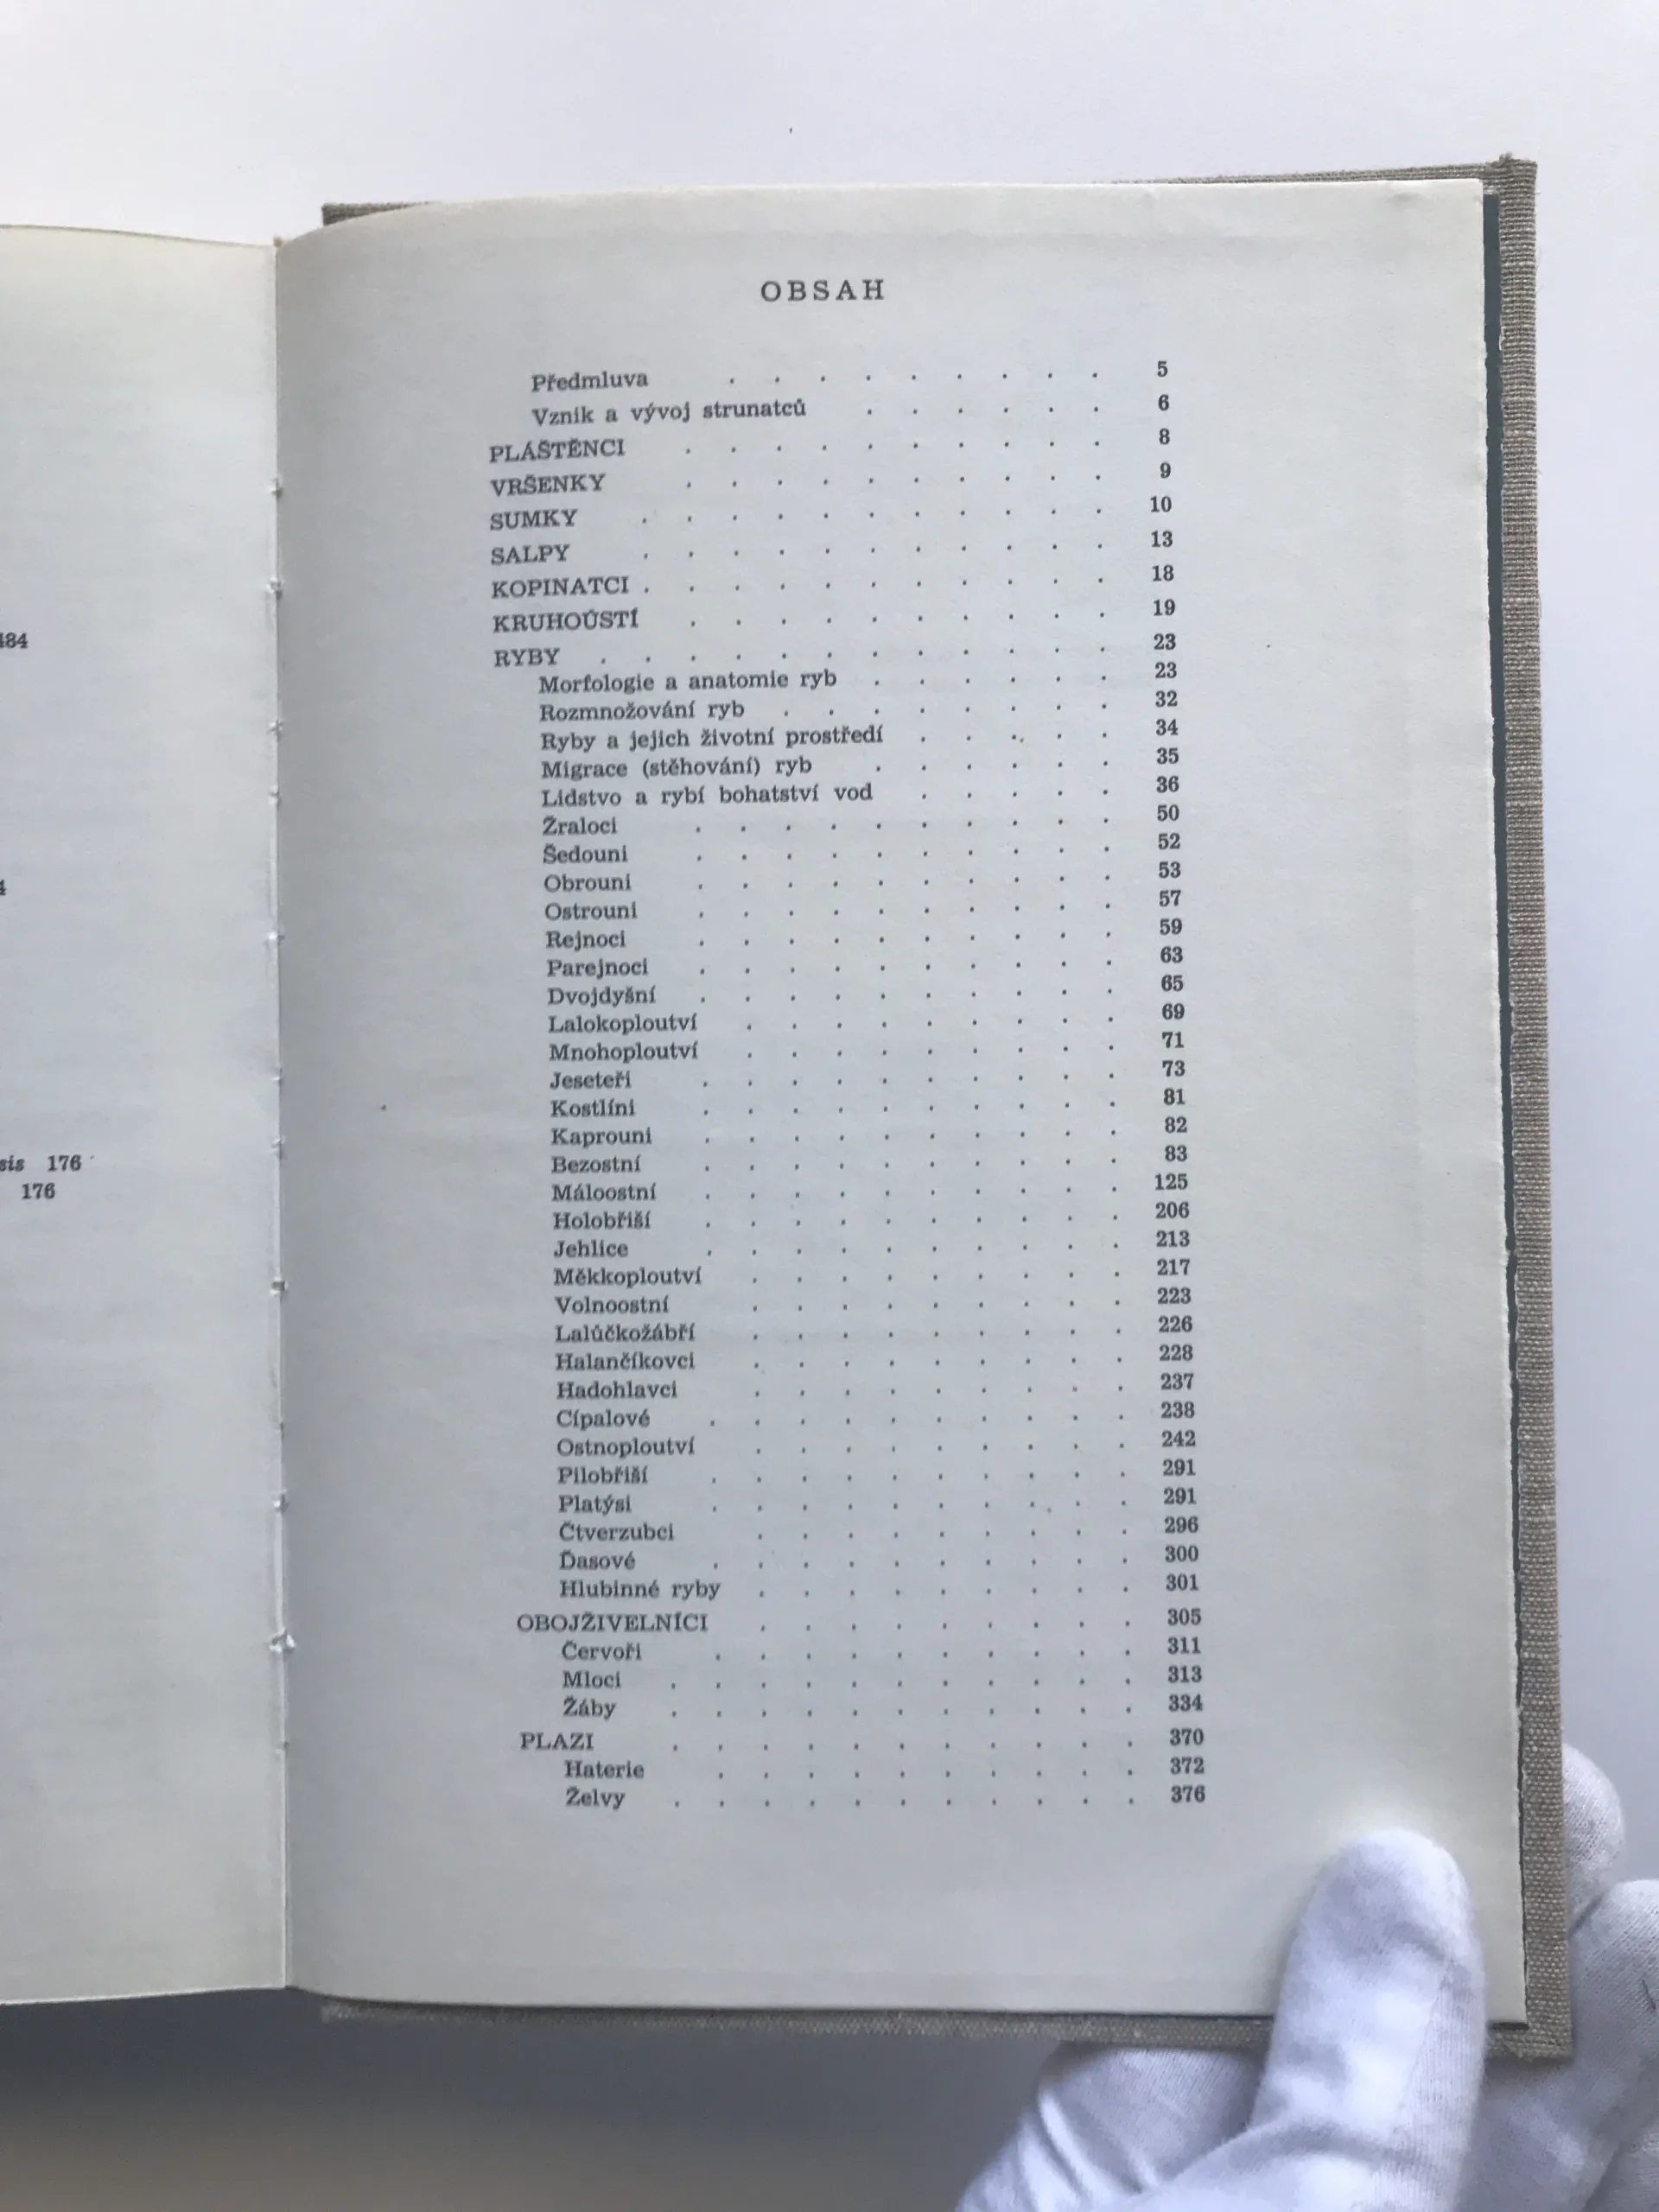 484
4
sis 176
176
OBSAH
Předmluva . . . . . . . . . 5
Vznik a vývoj strunatců . . . . . . 6
PLÁŠTĚNCI . . . . . . . . . . 8
VRŠENKY . . . . . . . . . . 9
SUMKY . . . . . . . . . . . 10
SALPY . . . . . . . . . . . 13
KOPINATCI . . . . . . . . . . . 18
KRUHOÚSTÍ . . . . . . . . . . 19
RYBY . . . . . . . . . . . . 23
Morfologie a anatomie ryb . . . . . . 23
Rozmnožování ryb . . . . . . . . 32
Ryby a jejich životní prostředí . . . . . 34
Migrace (stěhování) ryb . . . . . . 35
Lidstvo a rybí bohatství vod . . . . . 36
Žraloci . . . . . . . . . . 50
Šedouni . . . . . . . . . . 52
Obrouni . . . . . . . . . . 53
Ostrouni . . . . . . . . . . 57
Rejnoci . . . . . . . . . . 59
Parejnoci . . . . . . . . . . 63
Dvojdyšní . . . . . . . . . . 65
Lalokoploutví . . . . . . . . . 69
Mnohoploutví . . . . . . . . . 71
Jeseteři . . . . . . . . . . 73
Kostlíni . . . . . . . . . . 81
Kaprouni . . . . . . . . . . 82
Bezostní . . . . . . . . . . 83
Máloostní . . . . . . . . . . 125
Holobřiší . . . . . . . . . . 206
Jehlice . . . . . . . . . . 213
Měkkoploutví . . . . . . . . . 217
Volnoostní . . . . . . . . . 223
Lalůčkožábří . . . . . . . . . 226
Halančíkovci . . . . . . . . . 228
Hadohlavci . . . . . . . . . 237
Cípalové . . . . . . . . . . 238
Ostnoploutví . . . . . . . . . 242
Pilobřiší . . . . . . . . . . 291
Platýsi . . . . . . . . . . 291
Čtverzubci . . . . . . . . . 296
Ďasové . . . . . . . . . . 300
Hlubinné ryby . . . . . . . . . 301
OBOJŽIVELNÍCI . . . . . . . . . 305
Červoři . . . . . . . . . . 311
Mloci . . . . . . . . . . . 313
Žáby . . . . . . . . . . . 334
PLAZI . . . . . . . . . . . 370
Haterie . . . . . . . . . . 372
Želvy . . . . . . . . . . . 376